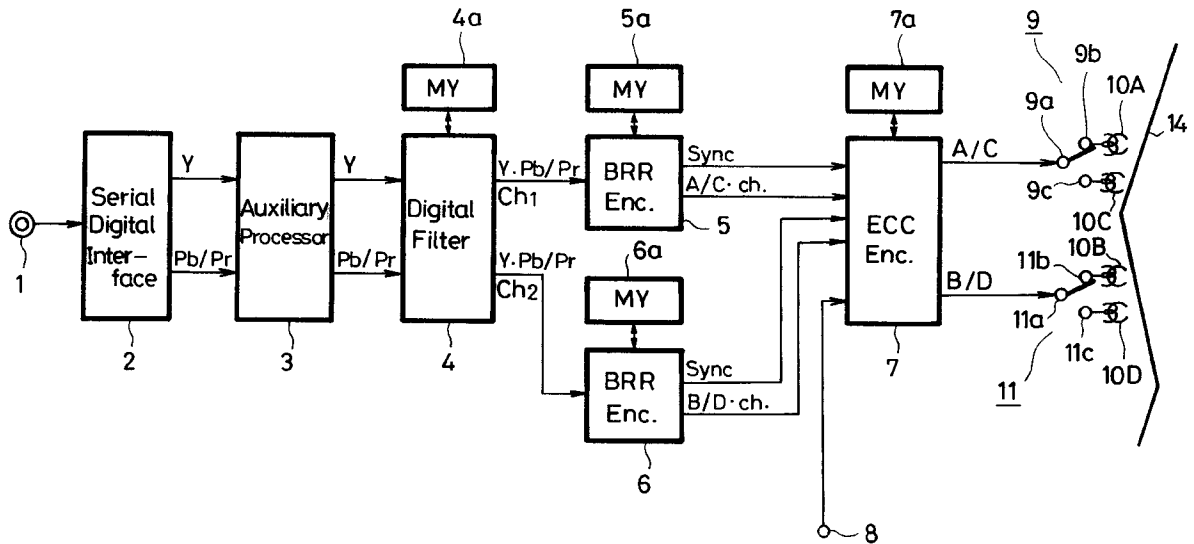 4a
5a
7a
9
9b
MY
MY
MY
9a
10A
14
Y
Y
Y·Pb/Pr
Sync
A/C
Serial
Digital
Inter-
face
Auxiliary
Processor
Digital
Filter
Ch1
BRR
Enc.
A/C·ch.
ECC
Enc.
9c
10C
1
Pb/Pr
Pb/Pr
Y·Pb/Pr
Ch2
5
6a
MY
B/D
10B
11b
11a
11c
10D
2
3
4
7
BRR
Enc.
Sync
B/D·ch.
11
6
8